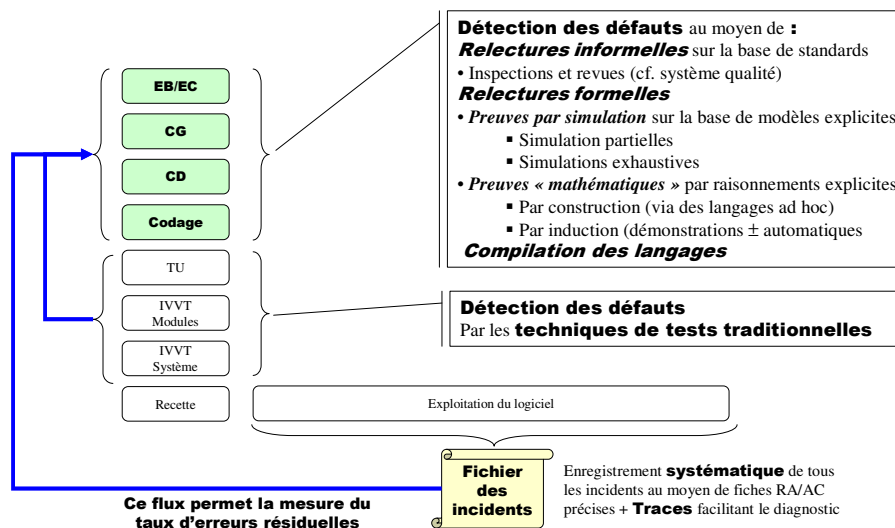 Détection des défauts au moyen de :
Relectures informelles sur la base de standards
• Inspections et revues (cf. système qualité)
Relectures formelles
• Preuves par simulation sur la base de modèles explicites
▪ Simulation partielles
▪ Simulations exhaustives
• Preuves « mathématiques » par raisonnements explicites
▪ Par construction (via des langages ad hoc)
▪ Par induction (démonstrations ± automatiques
Compilation des langages
EB/EC
CG
CD
Codage
TU
IVVT
Modules
IVVT
Système
Détection des défauts
Par les techniques de tests traditionnelles
Recette
Exploitation du logiciel
Fichier
des
incidents
Enregistrement systématique de tous
les incidents au moyen de fiches RA/AC
précises + Traces facilitant le diagnostic
Ce flux permet la mesure du
taux d'erreurs résiduelles